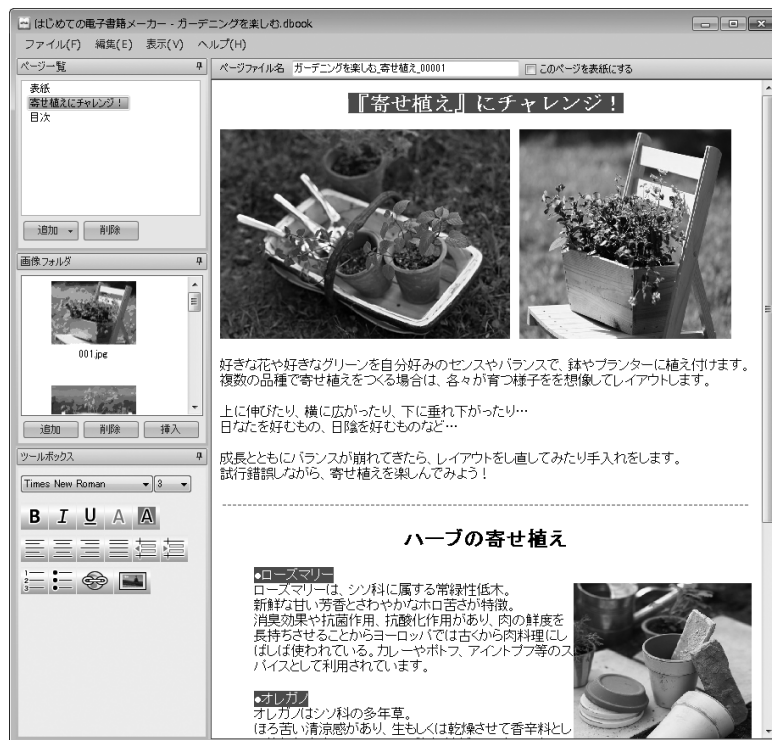 はじめての電子書籍メーカー - ガーデニングを楽しむ.dbook
ファイル(F) 編集(E) 表示(V) ヘルプ(H)
ページ一覧
表紙
寄せ植えにチャレンジ！
目次
追加 削除
画像フォルダ
001.jpg
追加 削除 挿入
ツールボックス
Times New Roman 3
B I U A A
ページファイル名 ガーデニングを楽しむ_寄せ植え_00001 このページを表紙にする
『寄せ植え』にチャレンジ！
好きな花や好きなグリーンを自分好みのセンスやバランスで、鉢やプランターに植え付けます。
複数の品種で寄せ植えをつくる場合は、各々が育つ様子をを想像してレイアウトします。
上に伸びたり、横に広がったり、下に垂れ下がったり…
日なたを好むもの、日陰を好むものなど…
成長とともにバランスが崩れてきたら、レイアウトをし直してみたり手入れをします。
試行錯誤しながら、寄せ植えを楽しんでみよう！
ハーブの寄せ植え
●ローズマリー
ローズマリーは、シソ科に属する常緑性低木。
新鮮な甘い芳香とさわやかなホロ苦さが特徴。
消臭効果や抗菌作用、抗酸化作用があり、肉の鮮度を
長持ちさせることからヨーロッパでは古くから肉料理にし
ばしば使われている。カレーやポトフ、アイントプフ等のス
パイスとして利用されています。
●オレガノ
オレガノはシソ科の多年草。
ほろ苦い清涼感があり、生もしくは乾燥させて香辛料とし